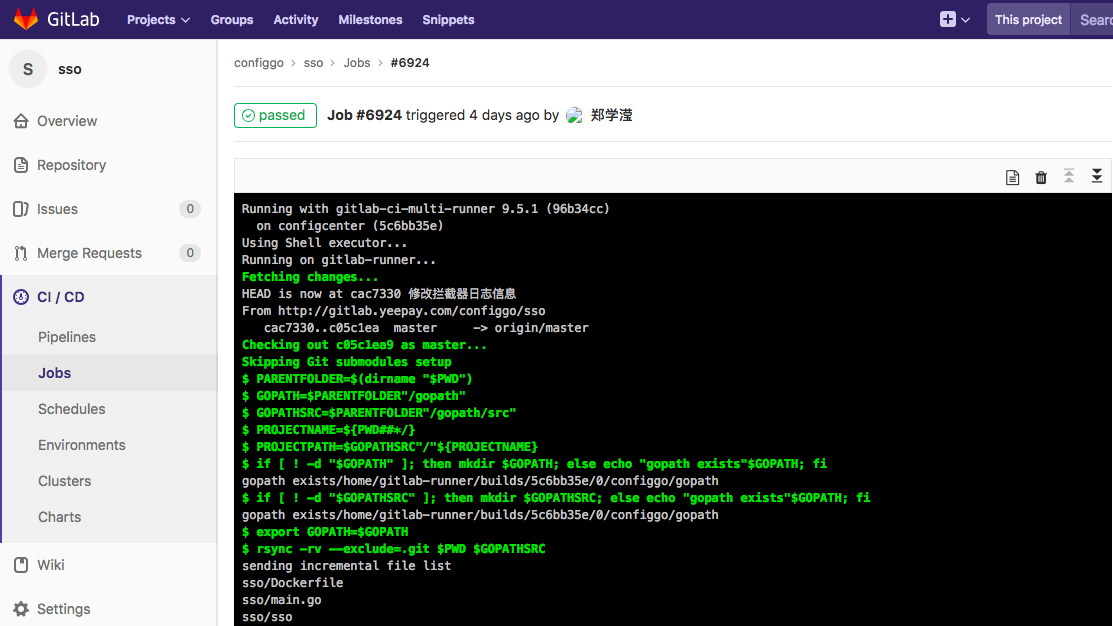 GitLab Projects Groups Activity Milestones Snippets This project Searc
S sso
configgo > sso > Jobs > #6924
passed Job #6924 triggered 4 days ago by 郑学滢
Overview
Repository
Issues 0
Merge Requests 0
CI / CD
Pipelines
Jobs
Schedules
Environments
Clusters
Charts
Wiki
Settings
Running with gitlab-ci-multi-runner 9.5.1 (96b34cc)
on configcenter (5c6bb35e)
Using Shell executor...
Running on gitlab-runner...
Fetching changes...
HEAD is now at cac7330 修改拦截器日志信息
From http://gitlab.yeepay.com/configgo/sso
cac7330..c05c1ea master -> origin/master
Checking out c05c1ea9 as master...
Skipping Git submodules setup
$ PARENTFOLDER=$(dirname "$PWD")
$ GOPATH=$PARENTFOLDER"/gopath"
$ GOPATHSRC=$PARENTFOLDER"/gopath/src"
$ PROJECTNAME=${PWD##*/}
$ PROJECTPATH=$GOPATHSRC"/"${PROJECTNAME}
$ if [ ! -d "$GOPATH" ]; then mkdir $GOPATH; else echo "gopath exists"$GOPATH; fi
gopath exists/home/gitlab-runner/builds/5c6bb35e/0/configgo/gopath
$ if [ ! -d "$GOPATHSRC" ]; then mkdir $GOPATHSRC; else echo "gopath exists"$GOPATH; fi
gopath exists/home/gitlab-runner/builds/5c6bb35e/0/configgo/gopath
$ export GOPATH=$GOPATH
$ rsync -rv --exclude=.git $PWD $GOPATHSRC
sending incremental file list
sso/Dockerfile
sso/main.go
sso/sso